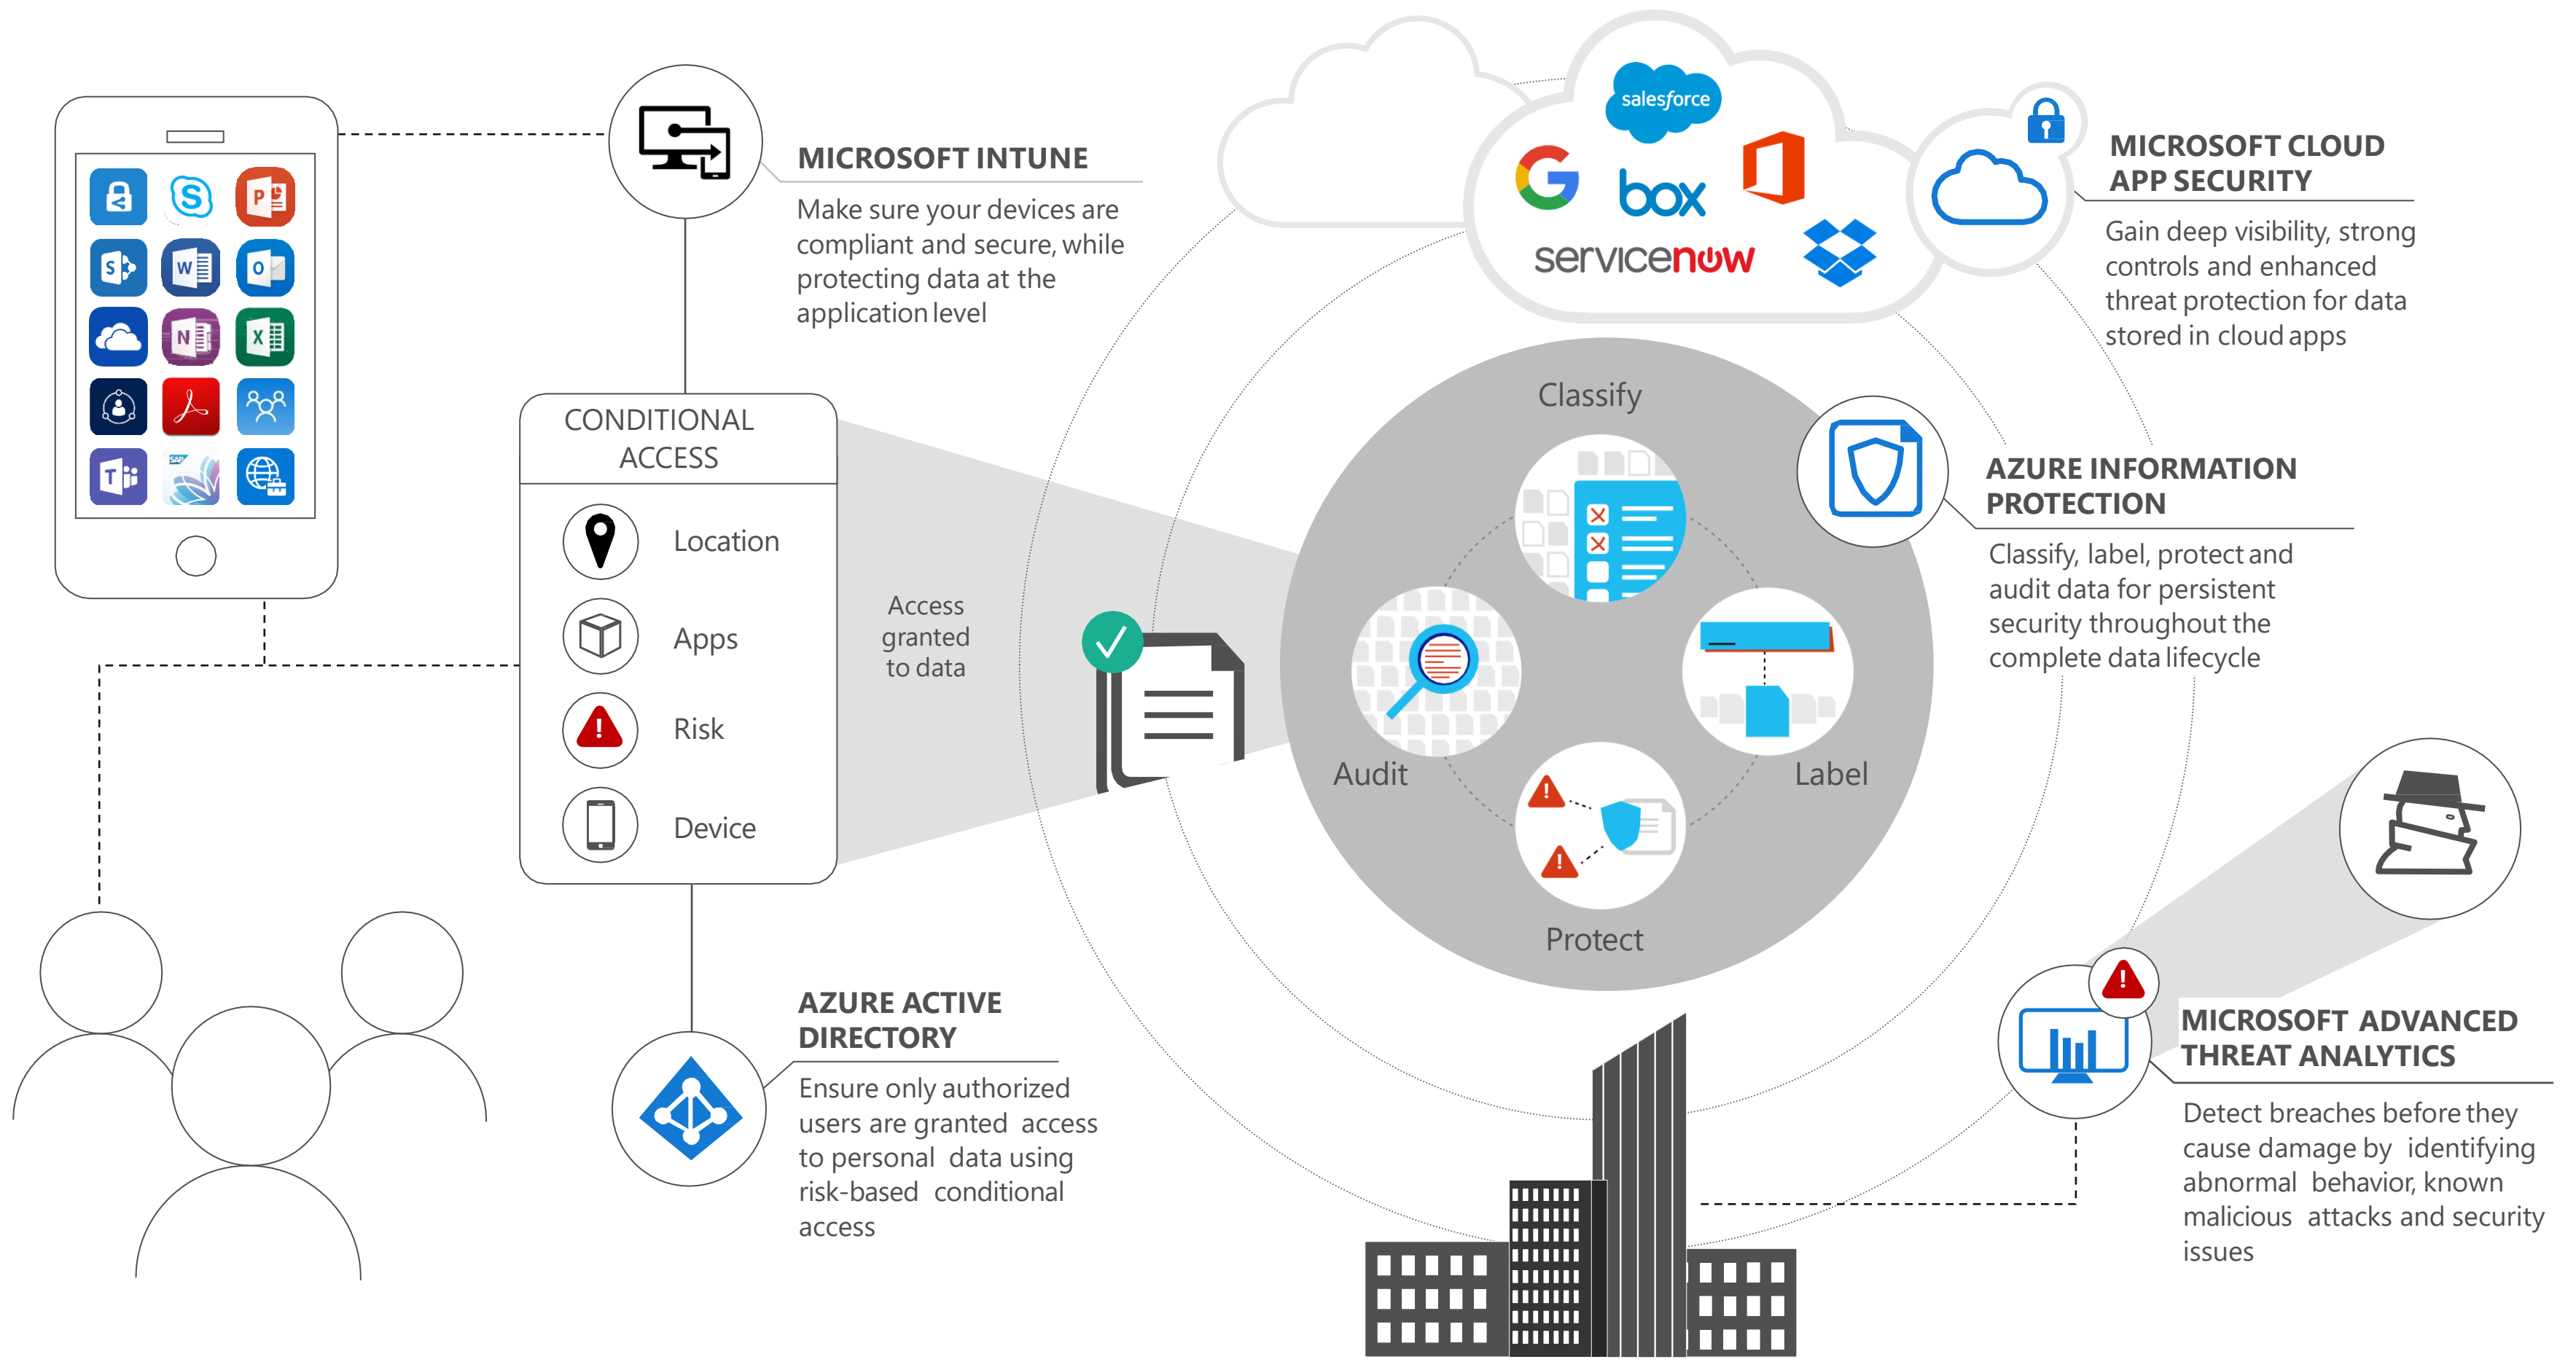 MICROSOFT INTUNE
Make sure your devices are
compliant and secure, while
protecting data at the
application level
CONDITIONAL
ACCESS
Location
Apps
Risk
Device
AZURE ACTIVE
DIRECTORY
Ensure only authorized
users are granted access
to personal data using
risk-based conditional
access
Access
granted
to data
salesforce
G
box
servicenow
MICROSOFT CLOUD
APP SECURITY
Gain deep visibility, strong
controls and enhanced
threat protection for data
stored in cloud apps
Classify
Audit
Label
Protect
AZURE INFORMATION
PROTECTION
Classify, label, protect and
audit data for persistent
security throughout the
complete data lifecycle
MICROSOFT ADVANCED
THREAT ANALYTICS
Detect breaches before they
cause damage by identifying
abnormal behavior, known
malicious attacks and security
issues
S
P
S
W
O
N
X
T
SAP